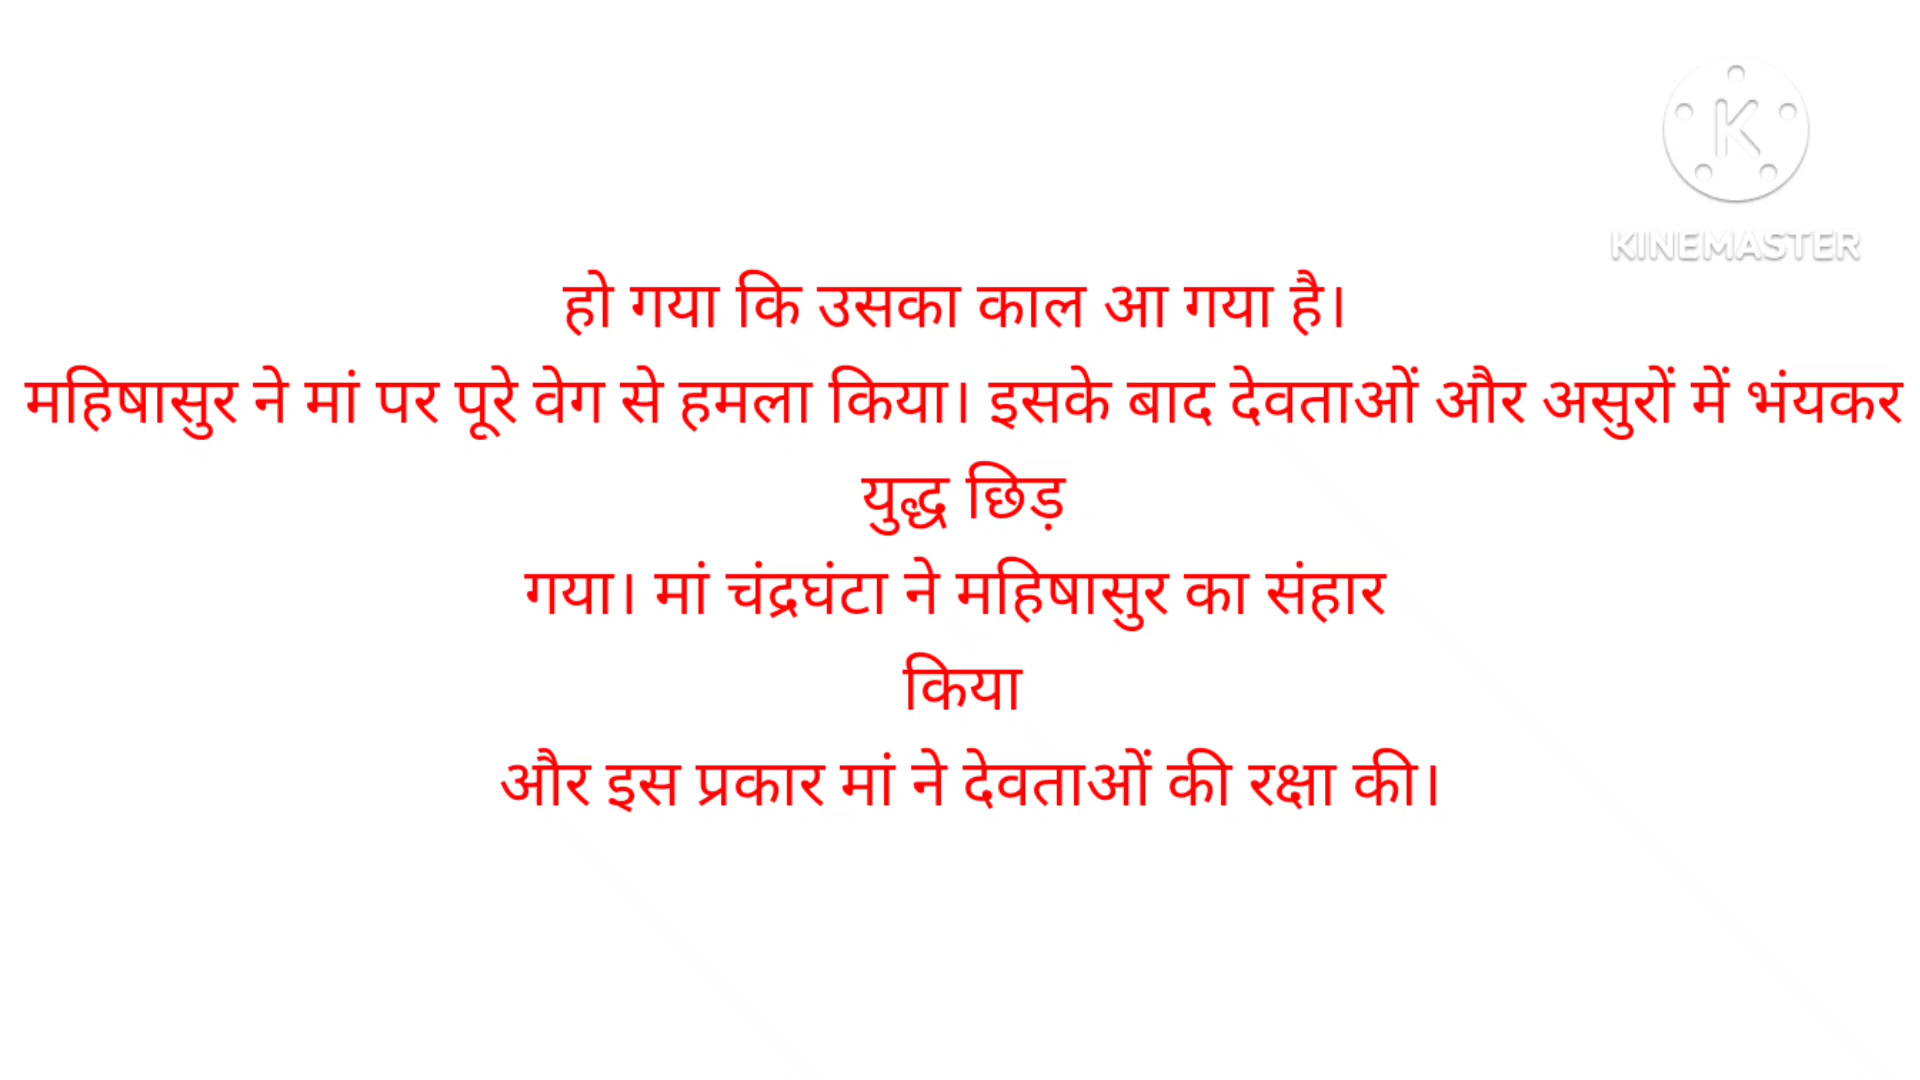 KINEMASTER
हो गया कि उसका काल आ गया है।
महिषासुर ने मां पर पूरे वेग से हमला किया। इसके बाद देवताओं और असुरों में भंयकर
युद्ध छिड़
गया। मां चंद्रघंटा ने महिषासुर का संहार
किया
और इस प्रकार मां ने देवताओं की रक्षा की।